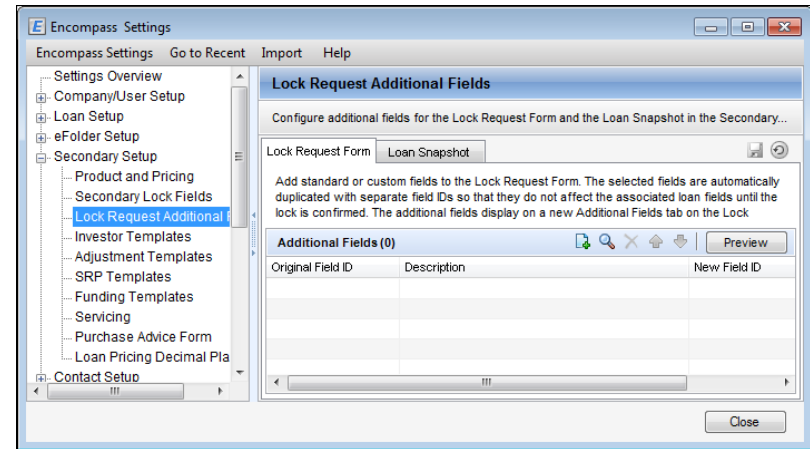 Encompass Settings
Encompass Settings Go to Recent Import Help
Settings Overview
Company/User Setup
Loan Setup
eFolder Setup
Secondary Setup
Product and Pricing
Secondary Lock Fields
Lock Request Additional F
Investor Templates
Adjustment Templates
SRP Templates
Funding Templates
Servicing
Purchase Advice Form
Loan Pricing Decimal Pla
Contact Setup
Lock Request Additional Fields
Configure additional fields for the Lock Request Form and the Loan Snapshot in the Secondary...
Lock Request Form Loan Snapshot
Add standard or custom fields to the Lock Request Form. The selected fields are automatically
duplicated with separate field IDs so that they do not affect the associated loan fields until the
lock is confirmed. The additional fields display on a new Additional Fields tab on the Lock
Additional Fields (0) Preview
Original Field ID Description New Field ID
Close